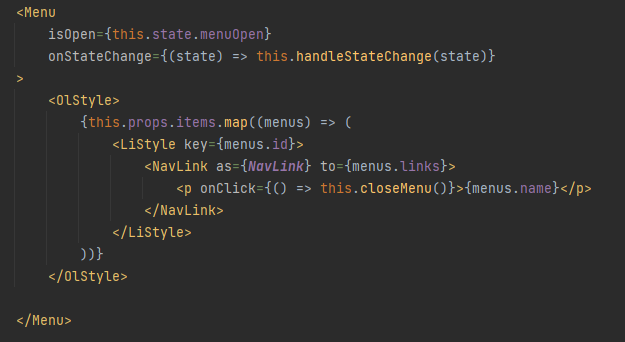 <Menu
    isOpen={this.state.menuOpen}
    onStateChange={(state) => this.handleStateChange(state)}
>
    <OlStyle>
        {this.props.items.map((menus) => (
            <LiStyle key={menus.id}>
                <NavLink as={NavLink} to={menus.links}>
                    <p onClick={() => this.closeMenu()}>{menus.name}</p>
                </NavLink>
            </LiStyle>
        ))}
    </OlStyle>

</Menu>